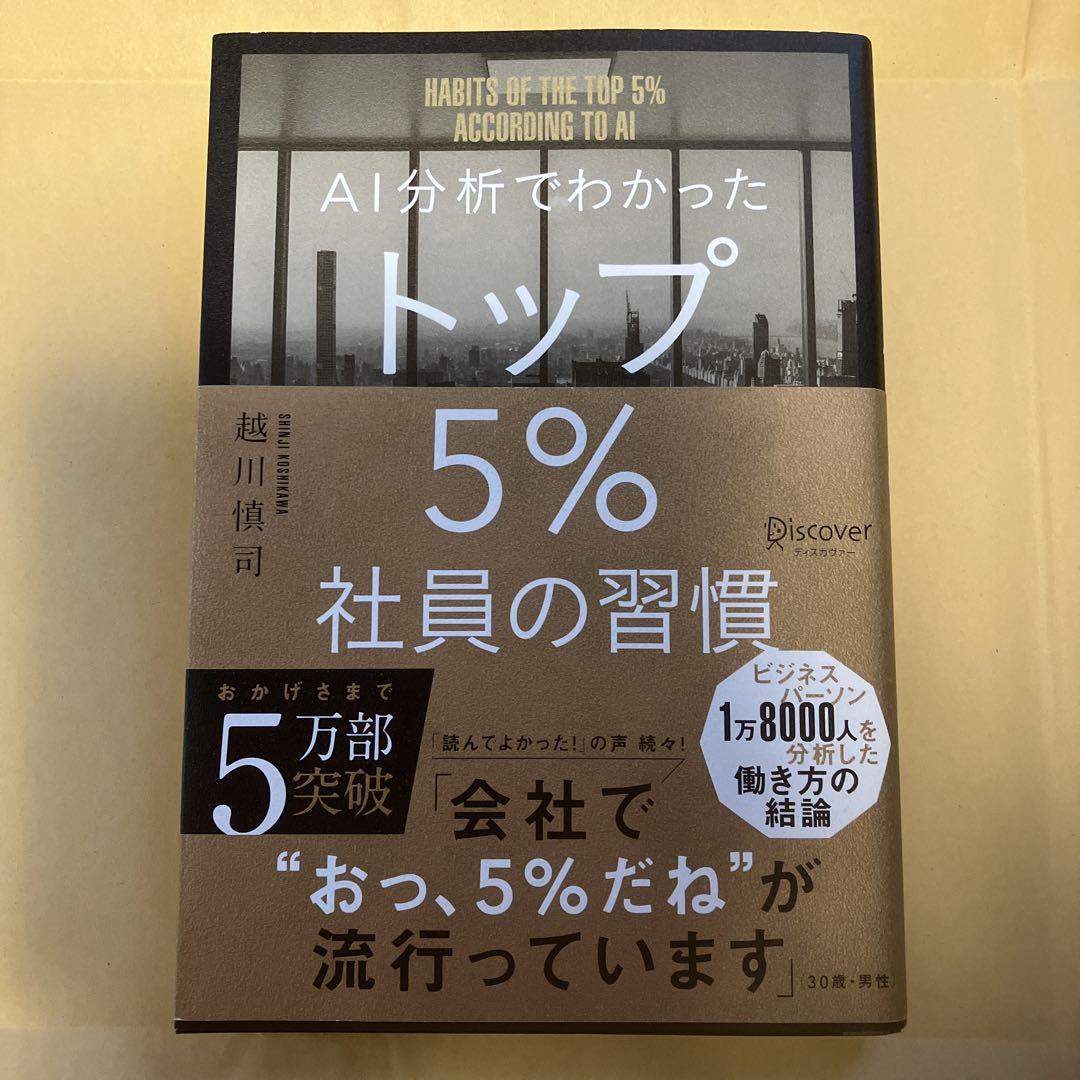 HABITS OF THE TOP 5%
ACCORDING TO AI
AI分析でわかった
トップ
5%
社員の習慣
越川慎司
SHINJI KOSHIKAWA
Discover
ディスカヴァー
おかげさまで
5万部
突破
ビジネス
パーソン
1万8000人を
分析した
働き方の
結論
「読んでよかった!」の声 続々!
「会社で
“おっ、5%だね”が
流行っています」
30歳・男性